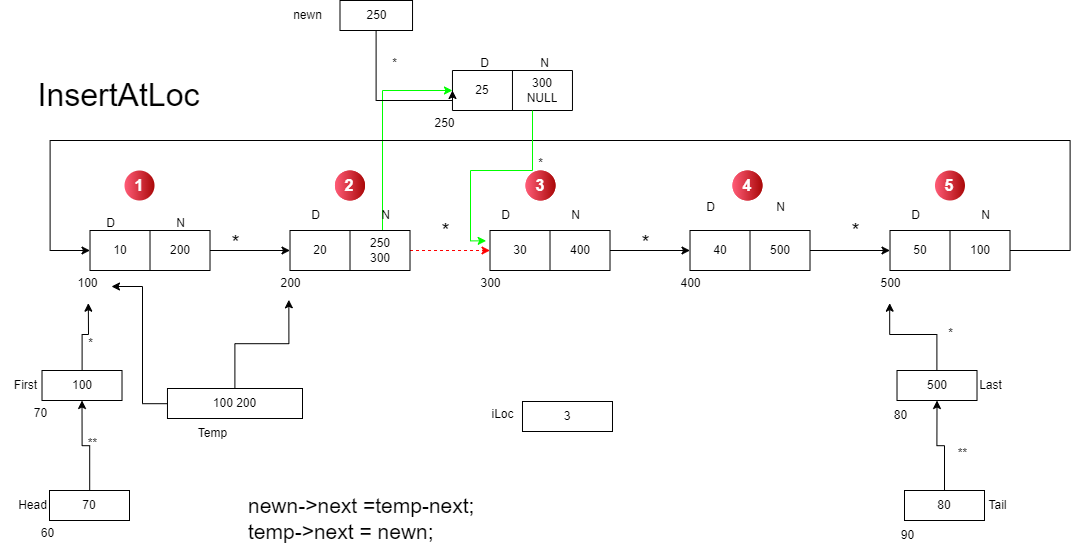 newn
250
*
D N
25
300
NULL
250
InsertAtLoc
*
1 2 3 4 5
D N
D N
D N
D N
D N
10 200
*
20
250
300
*
30 400
*
40 500
*
50 100
100
200
300
400
500
*
*
First
100
70
100 200
Temp
iLoc
3
500
Last
80
**
**
Head
70
60
80
Tail
90
newn->next =temp-next;
temp->next = newn;